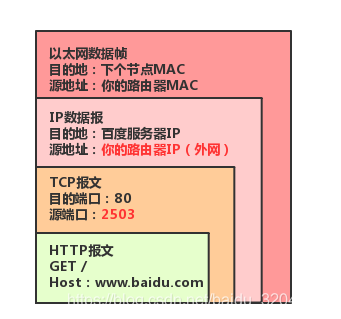 以太网数据帧
目的地：下个节点MAC
源地址：你的路由器MAC
IP数据报
目的地：百度服务器IP
源地址：你的路由器IP（外网）
TCP报文
目的端口：80
源端口：2503
HTTP报文
GET /
Host：www.baidu.com